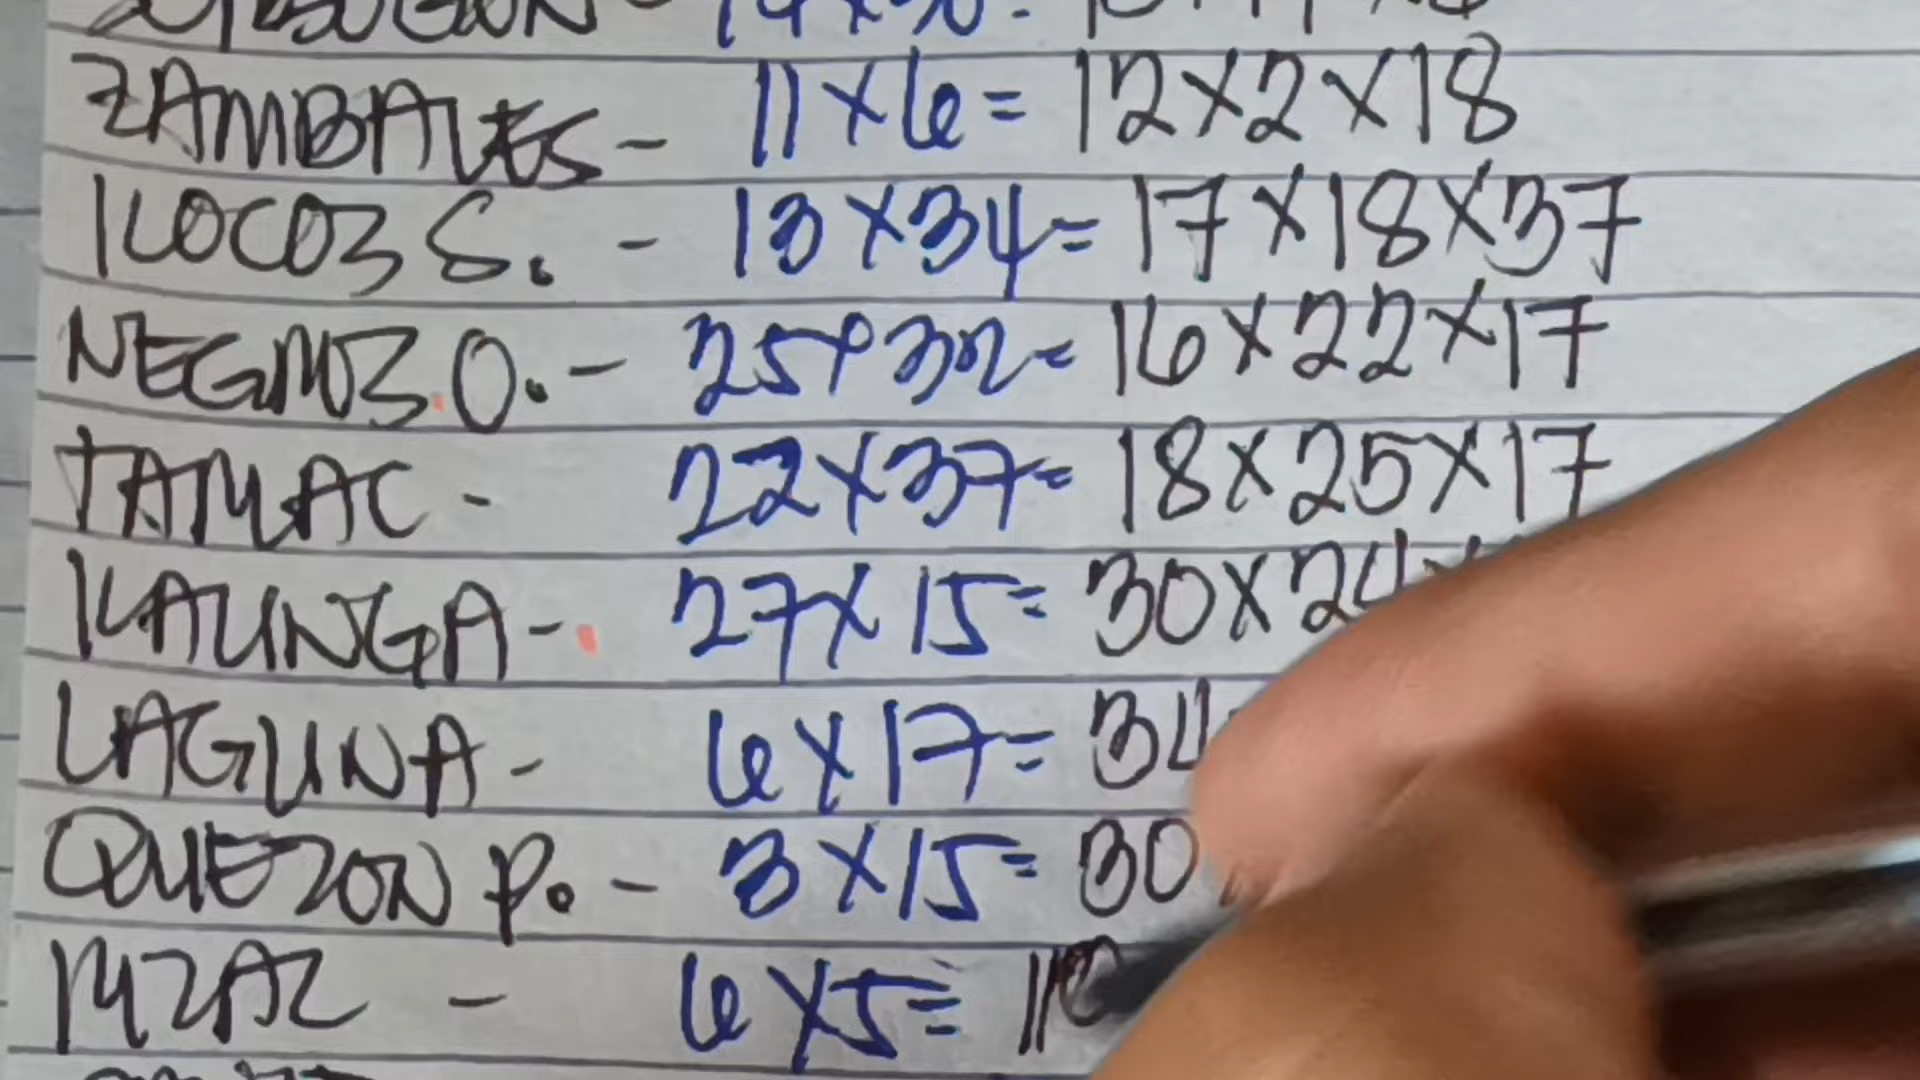 ZAMBALES - 11X6= 12X2X18
ILOCOS S. - 13X34= 17X18X37
NEGROS O. - 25X32= 16X22X17
TARLAC - 22X37= 18X25X17
KALINGA - 27X15= 30X24
LAGUNA - 6X17= 34
QUEZON P. - 3X15= 30
RIZAL - 6X5=